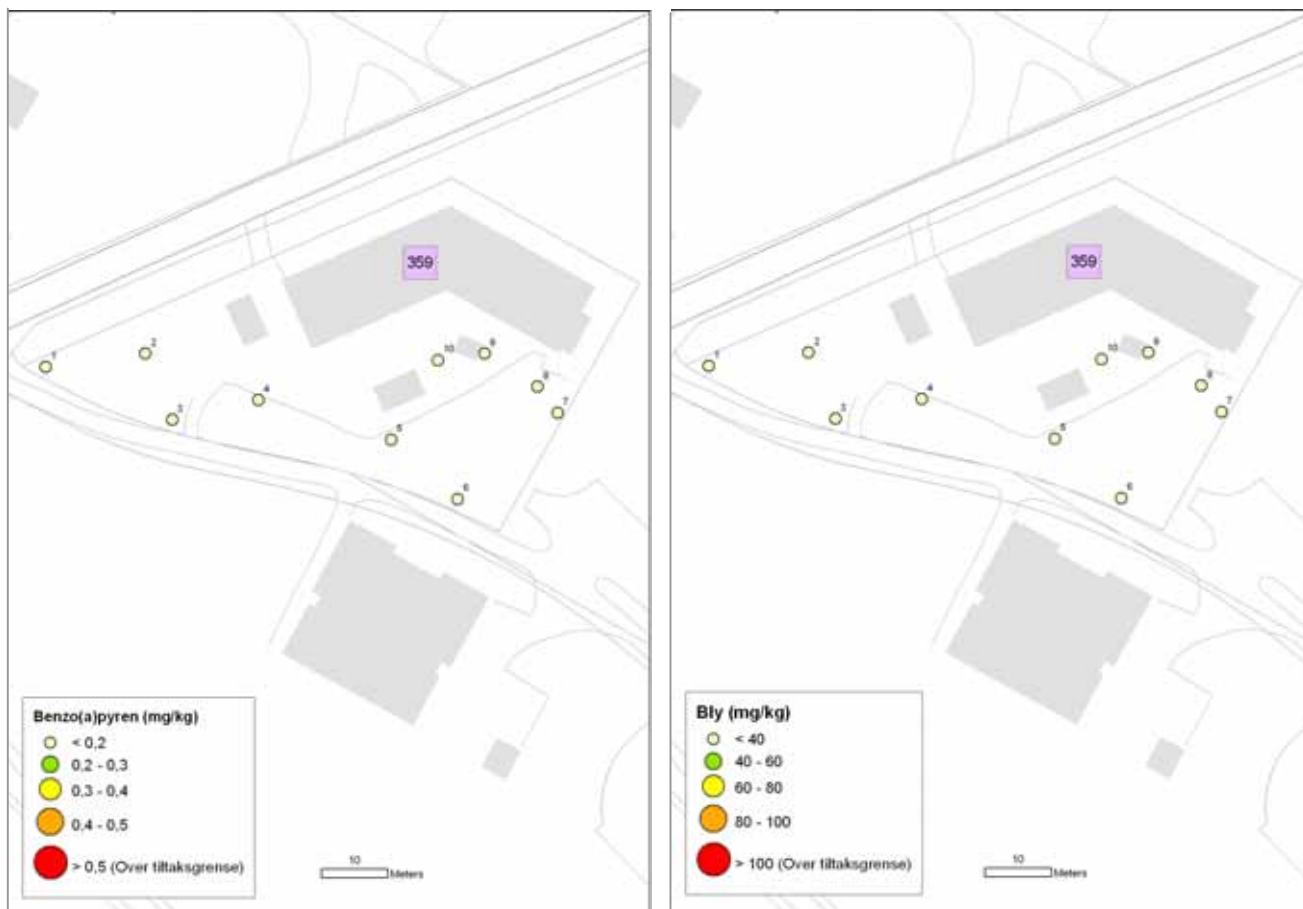 359
1
2
3
4
5
6
7
8
9
10
Benzo(a)pyren (mg/kg)
< 0,2
0,2 - 0,3
0,3 - 0,4
0,4 - 0,5
> 0,5 (Over tiltaksgrense)
10
Meters
359
1
2
3
4
5
6
7
8
9
10
Bly (mg/kg)
< 40
40 - 60
60 - 80
80 - 100
> 100 (Over tiltaksgrense)
10
Meters